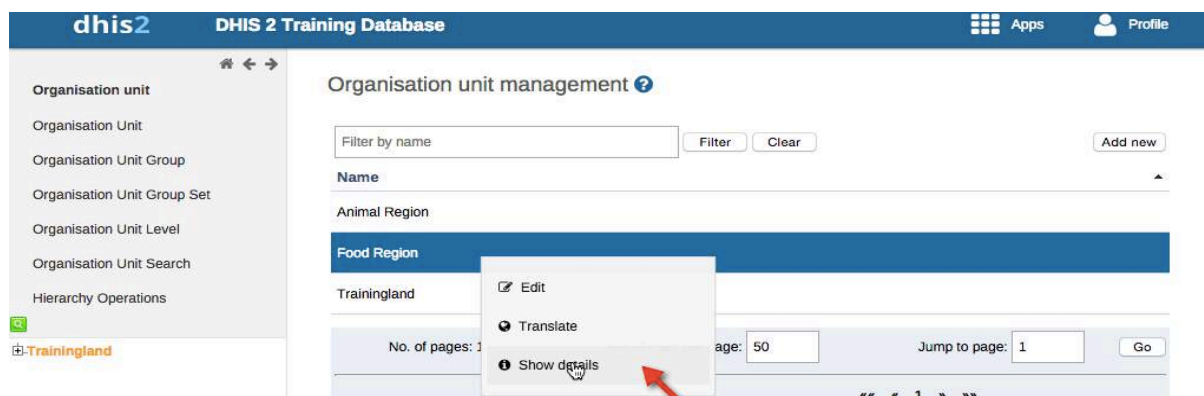 dhis2 DHIS 2 Training Database Apps Profile
Organisation unit
Organisation Unit
Organisation Unit Group
Organisation Unit Group Set
Organisation Unit Level
Organisation Unit Search
Hierarchy Operations
Trainingland
Organisation unit management ?
Filter by name Filter Clear Add new
Name
Animal Region
Food Region
Trainingland
Edit
Translate
Show details
No. of pages: age: 50 Jump to page: 1 Go
«« « 1 » »»